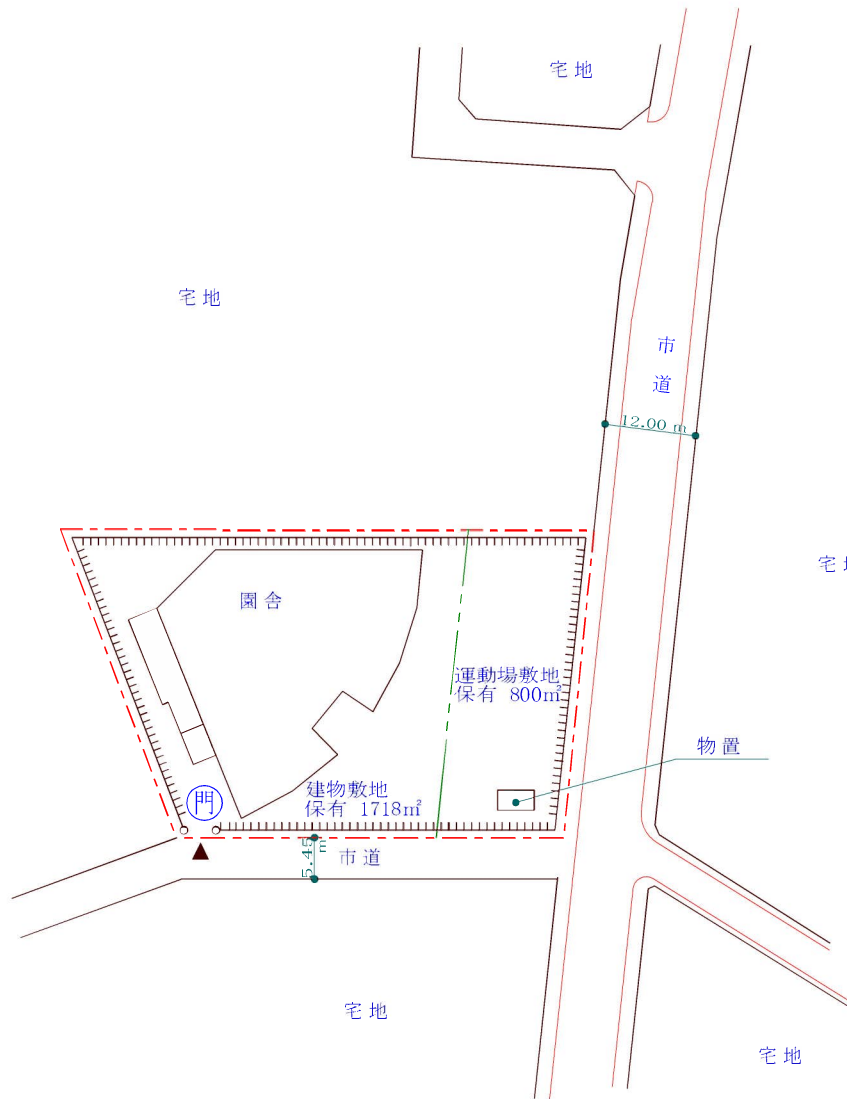 宅地
宅地
市
道
12.00 m
宅地
園舎
運動場敷地
保有 800㎡
物置
門
建物敷地
保有 1718㎡
5.45 m
市道
宅地
宅地